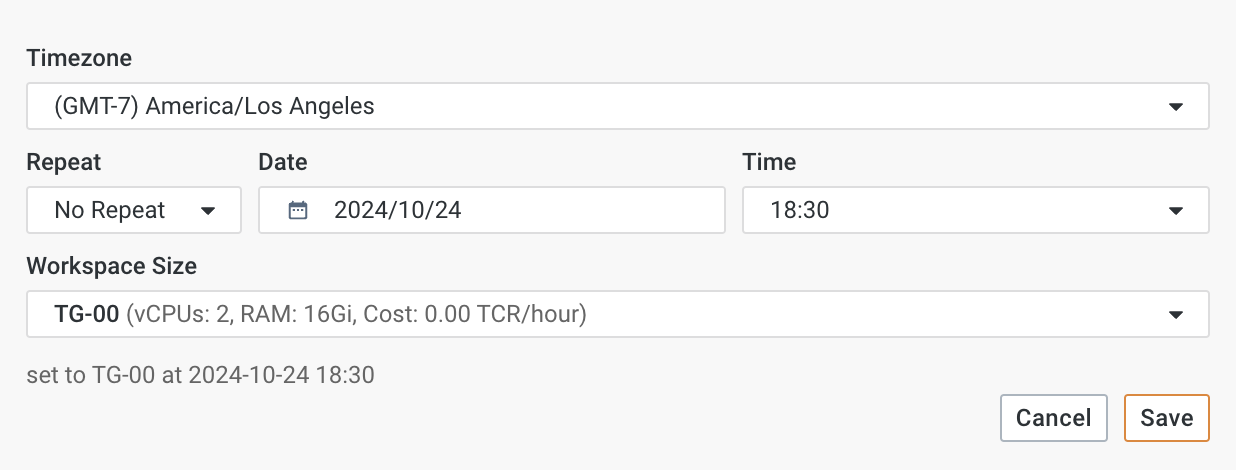 Timezone
(GMT-7) America/Los Angeles
Repeat Date Time
No Repeat 2024/10/24 18:30
Workspace Size
TG-00 (vCPUs: 2, RAM: 16Gi, Cost: 0.00 TCR/hour)
set to TG-00 at 2024-10-24 18:30
Cancel Save